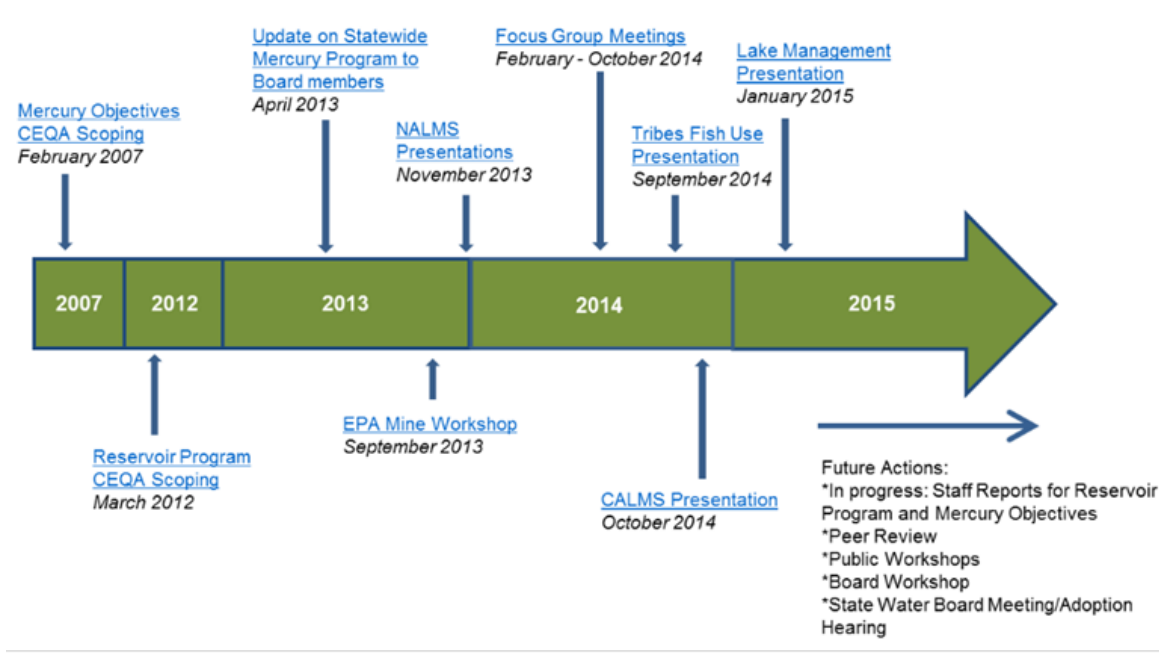 Update on Statewide
Mercury Program to
Board members
April 2013
Focus Group Meetings
February - October 2014
Lake Management
Presentation
January 2015
Mercury Objectives
CEQA Scoping
February 2007
NALMS
Presentations
November 2013
Tribes Fish Use
Presentation
September 2014
2007
2012
2013
2014
2015
Reservoir Program
CEQA Scoping
March 2012
EPA Mine Workshop
September 2013
CALMS Presentation
October 2014
Future Actions:
*In progress: Staff Reports for Reservoir
Program and Mercury Objectives
*Peer Review
*Public Workshops
*Board Workshop
*State Water Board Meeting/Adoption
Hearing